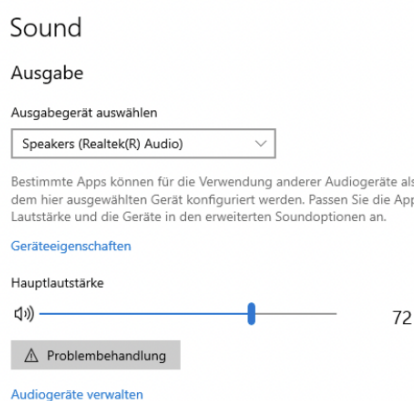 Sound
Ausgabe
Ausgabegerät auswählen
Speakers (Realtek(R) Audio)
Bestimmte Apps können für die Verwendung anderer Audiogeräte als
dem hier ausgewählten Gerät konfiguriert werden. Passen Sie die App
Lautstärke und die Geräte in den erweiterten Soundoptionen an.
Geräteeigenschaften
Hauptlautstärke
72
Problembehandlung
Audiogeräte verwalten